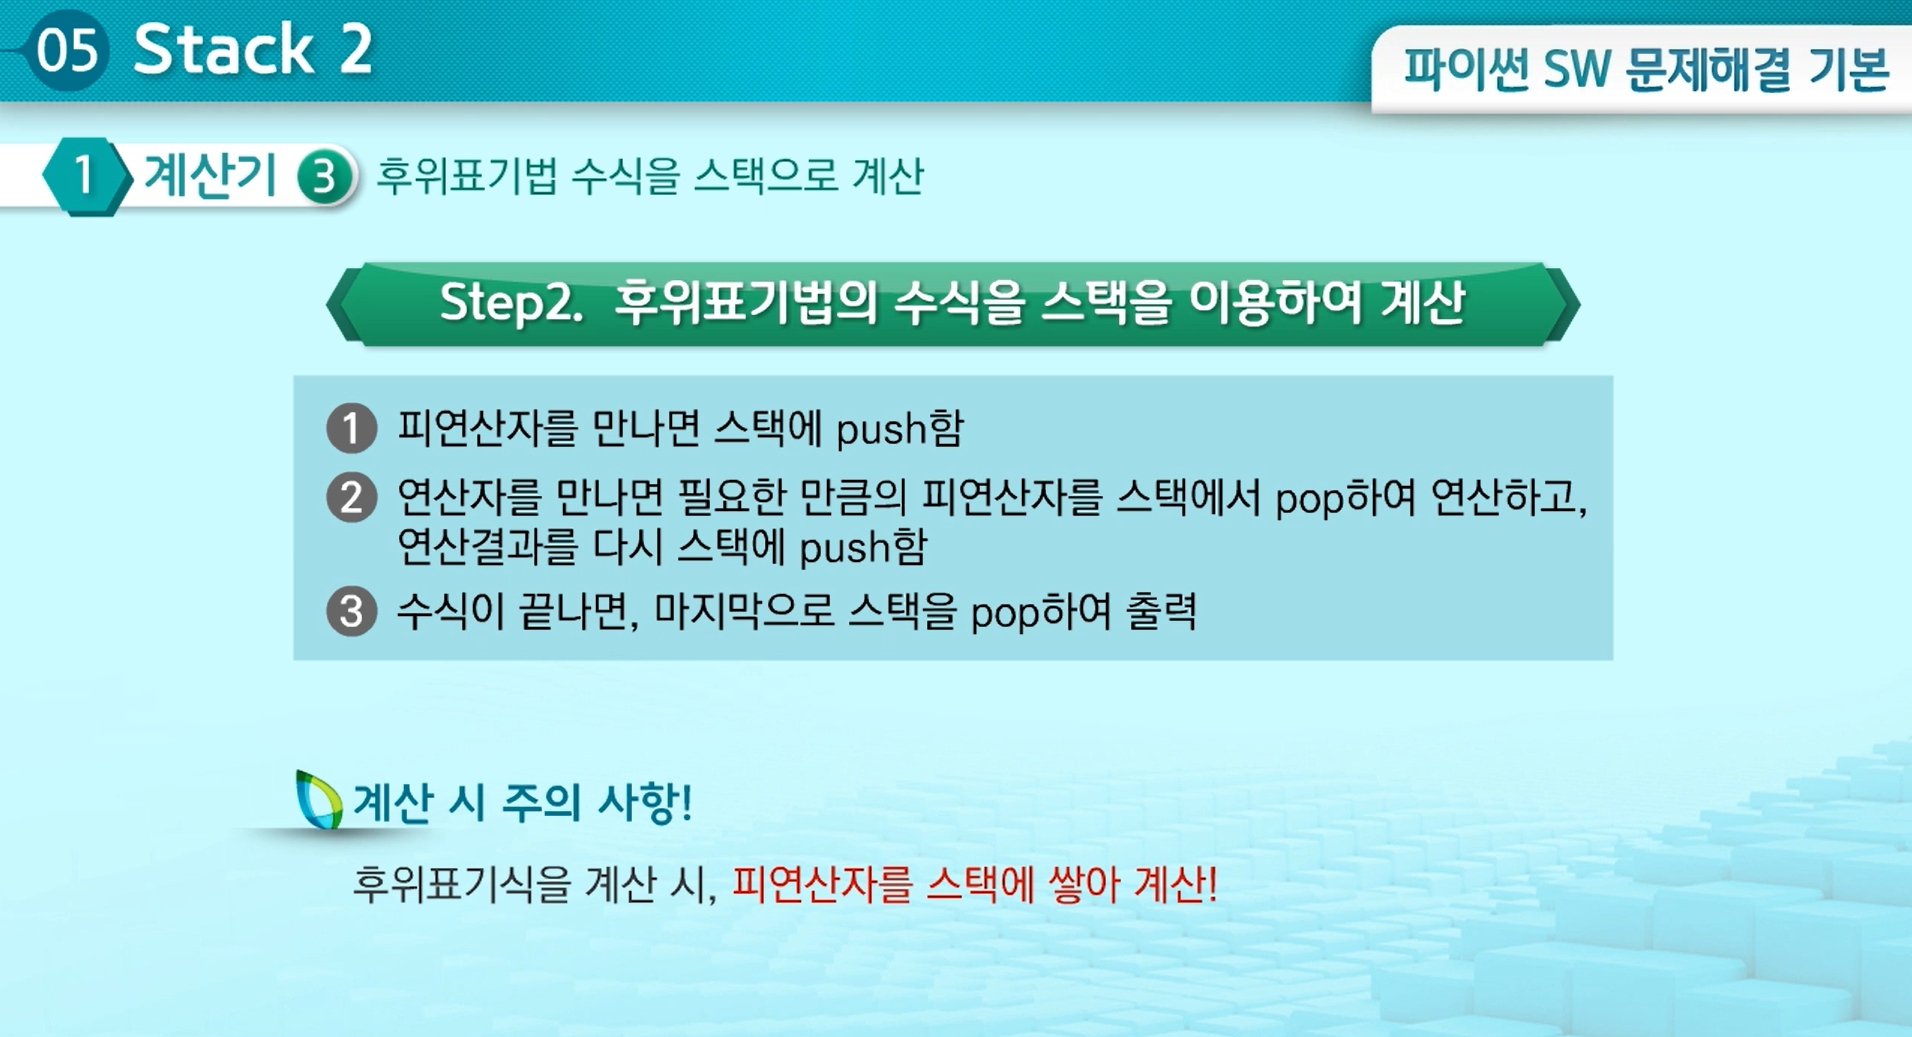 05 Stack 2
파이썬 SW 문제해결 기본
1 계산기 3 후위표기법 수식을 스택으로 계산
Step2. 후위표기법의 수식을 스택을 이용하여 계산
1 피연산자를 만나면 스택에 push함
2 연산자를 만나면 필요한 만큼의 피연산자를 스택에서 pop하여 연산하고,
연산결과를 다시 스택에 push함
3 수식이 끝나면, 마지막으로 스택을 pop하여 출력
계산 시 주의 사항!
후위표기식을 계산 시, 피연산자를 스택에 쌓아 계산!